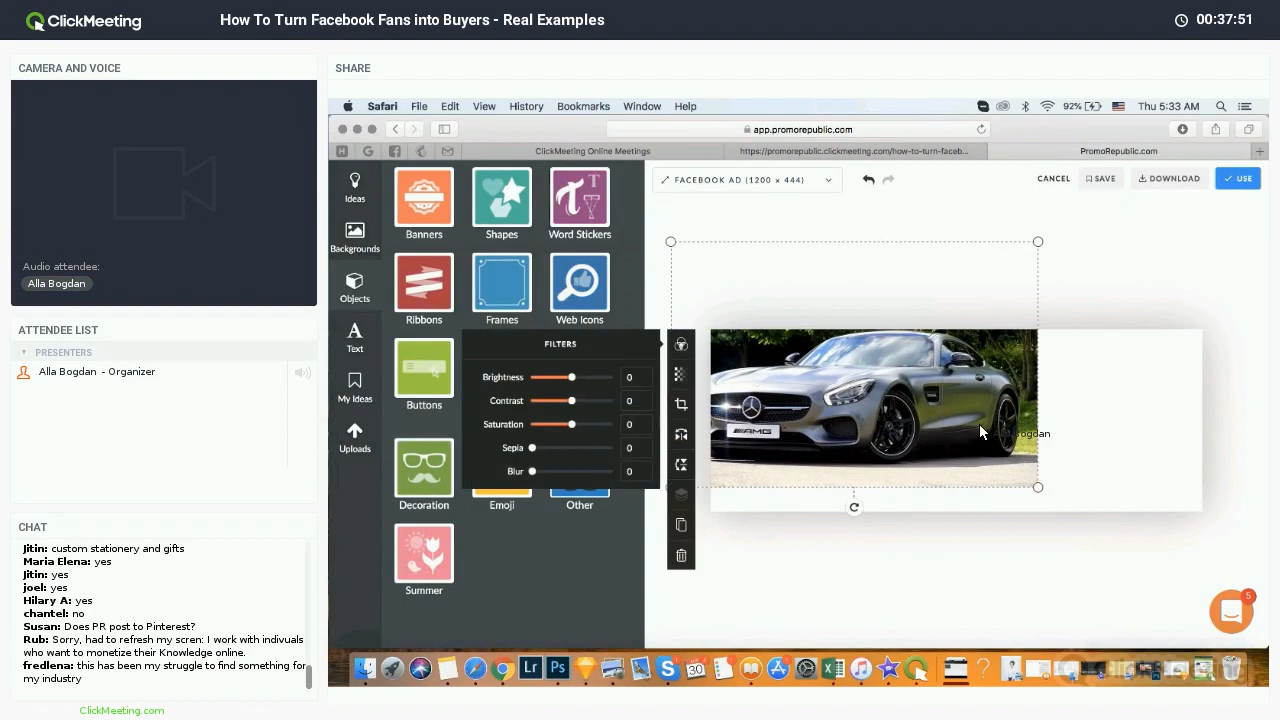 ClickMeeting
How To Turn Facebook Fans into Buyers - Real Examples
00:37:51
CAMERA AND VOICE
Audio attendee:
Alla Bogdan
ATTENDEE LIST
PRESENTERS
Alla Bogdan - Organizer
CHAT
Jitin: custom stationery and gifts
Maria Elena: yes
Jitin: yes
joel: yes
Hilary A: yes
chantel: no
Susan: Does PR post to Pinterest?
Rub: Sorry, had to refresh my scren: I work with indivuals
who want to monetize their Knowledge online.
fredlena: this has been my struggle to find something for
my industry
ClickMeeting.com
SHARE
Safari File Edit View History Bookmarks Window Help
92% Thu 5:33 AM
app.promorepublic.com
ClickMeeting Online Meetings
https://promorepublic.clickmeeting.com/how-to-turn-faceb...
PromoRepublic.com
Ideas
Backgrounds
Objects
Text
My Ideas
Uploads
Banners Shapes Word Stickers
Ribbons Frames Web Icons
Buttons
Decoration Emoji Other
Summer
FILTERS
Brightness 0
Contrast 0
Saturation 0
Sepia 0
Blur 0
FACEBOOK AD (1200 × 444)
CANCEL SAVE DOWNLOAD USE
AMG
5
Lr Ps
30